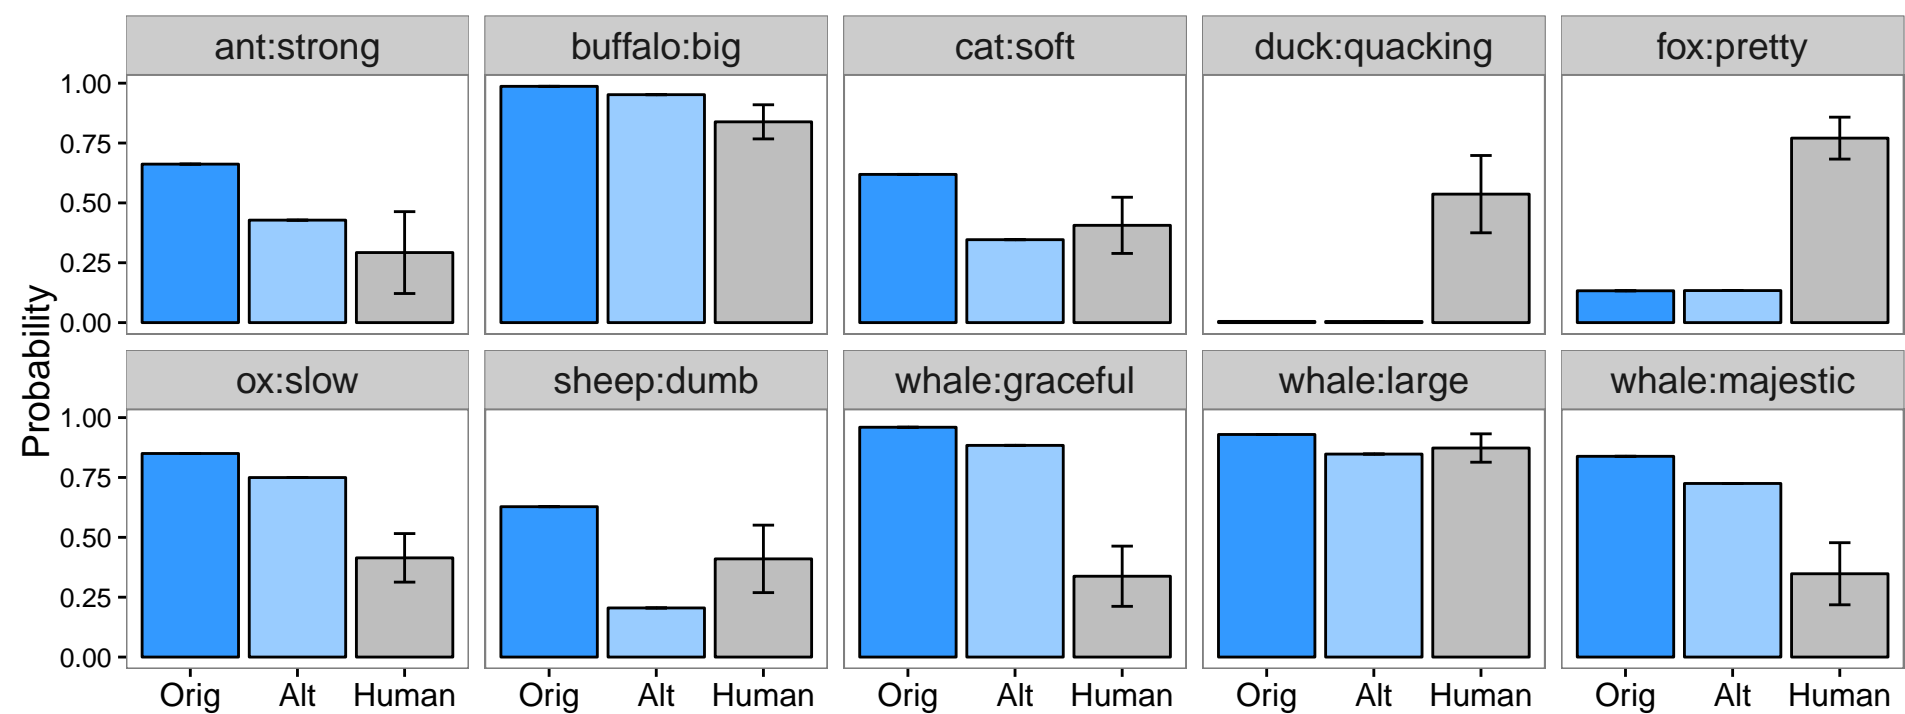 ant:strong buffalo:big cat:soft duck:quacking fox:pretty
1.00
0.75
0.50
0.25
0.00
Probability
ox:slow sheep:dumb whale:graceful whale:large whale:majestic
1.00
0.75
0.50
0.25
0.00
Orig Alt Human Orig Alt Human Orig Alt Human Orig Alt Human Orig Alt Human